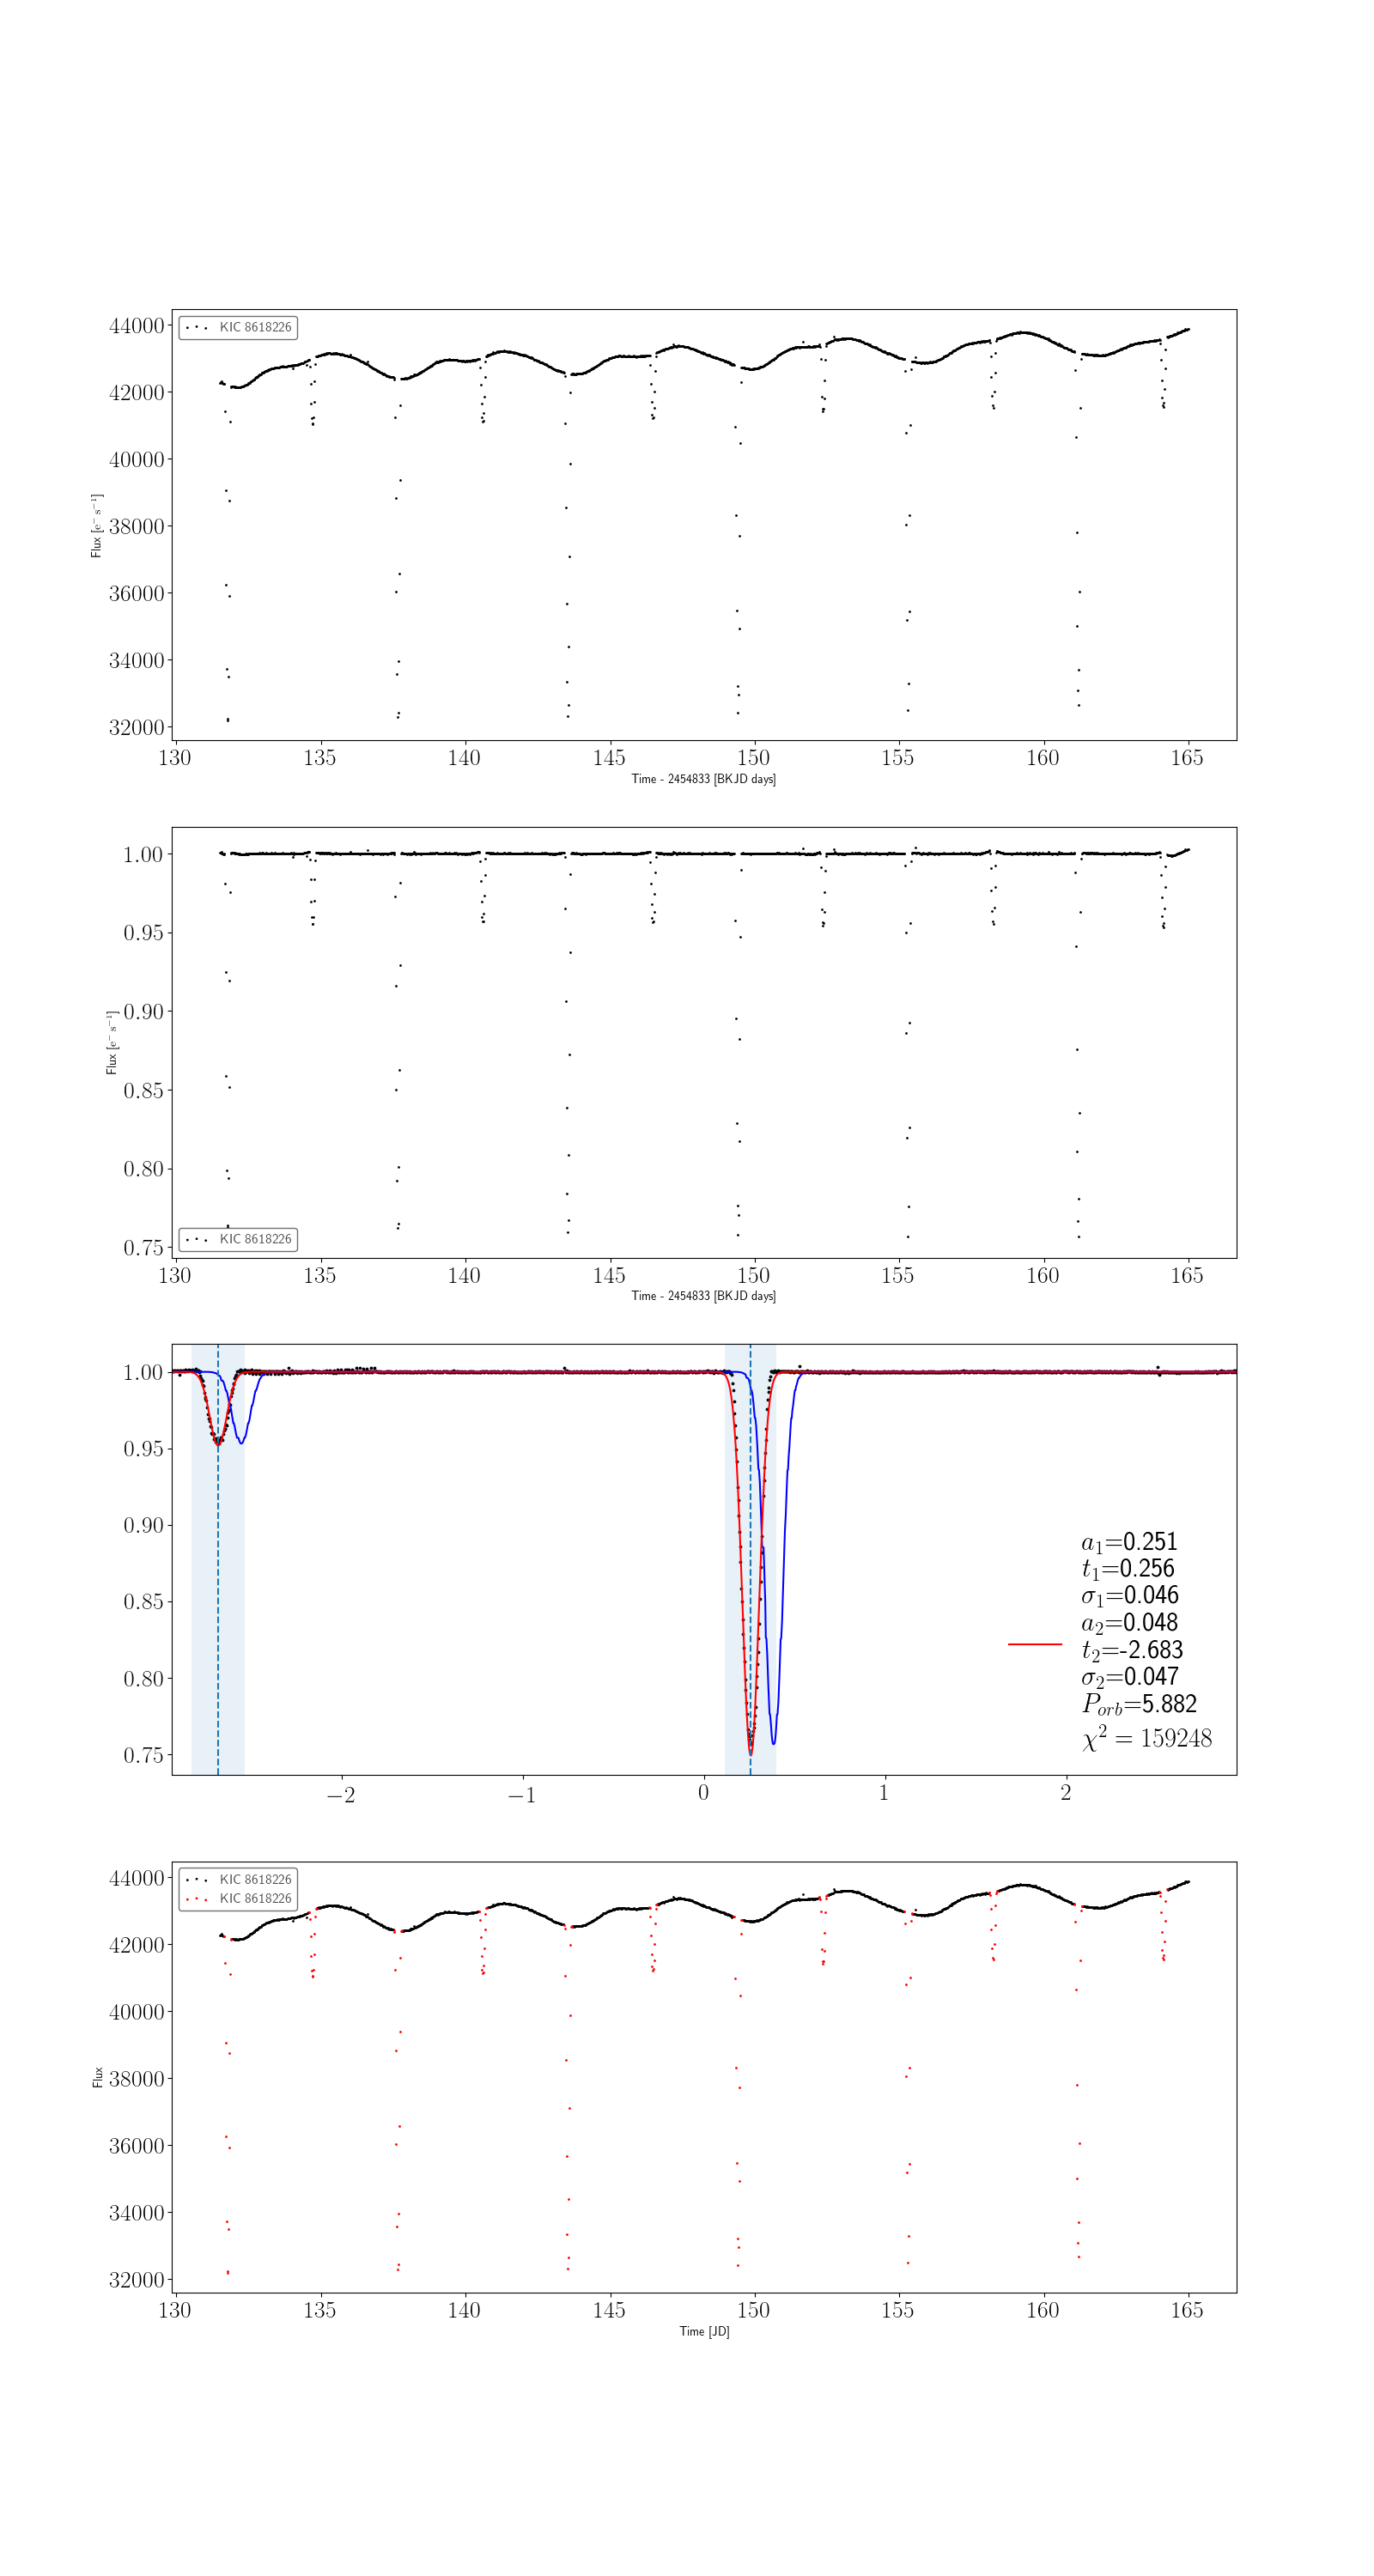 44000
42000
40000
38000
36000
34000
32000
Flux [e⁻ s⁻¹]
KIC 8618226
130 135 140 145 150 155 160 165
Time - 2454833 [BKJD days]
1.00
0.95
0.90
0.85
0.80
0.75
Flux [e⁻ s⁻¹]
KIC 8618226
130 135 140 145 150 155 160 165
Time - 2454833 [BKJD days]
1.00
0.95
0.90
0.85
0.80
0.75
a₁=0.251
t₁=0.256
σ₁=0.046
a₂=0.048
t₂=-2.683
σ₂=0.047
Pₒᵣb=5.882
χ² = 159248
−2 −1 0 1 2
44000
42000
40000
38000
36000
34000
32000
Flux
KIC 8618226
KIC 8618226
130 135 140 145 150 155 160 165
Time [JD]